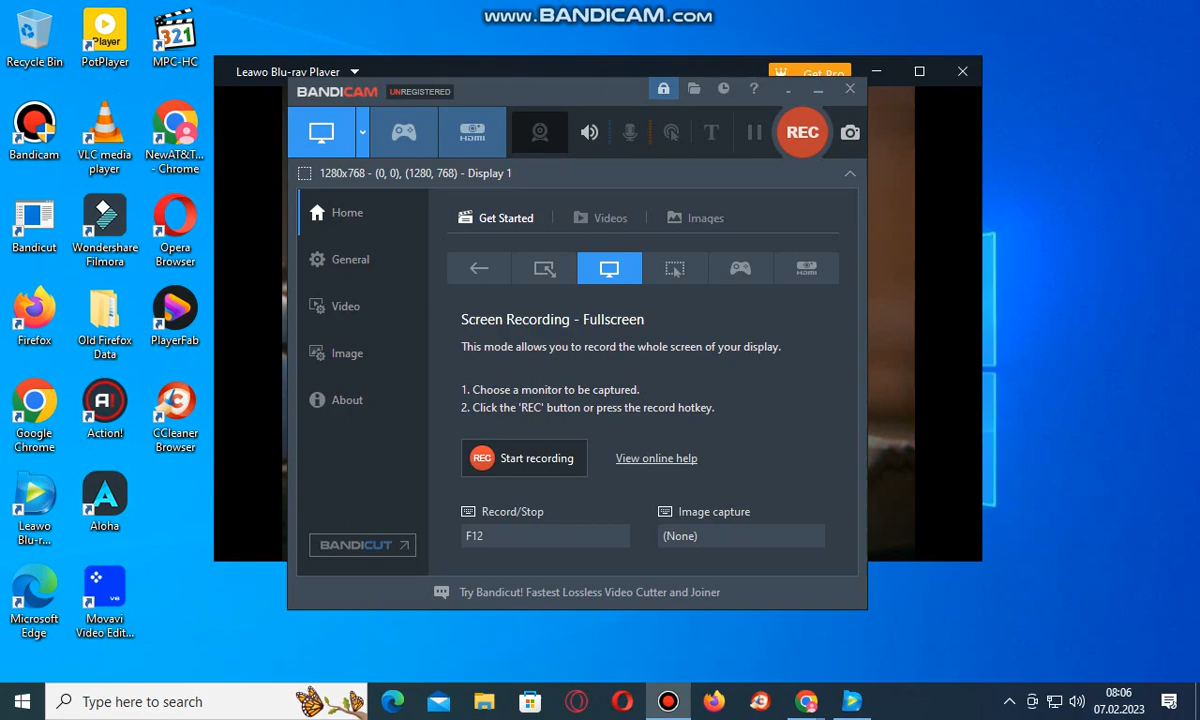 www.BANDICAM.com
Recycle Bin
Player
PotPlayer
321
MPC-HC
Bandicam
VLC media
player
NewAT&T...
- Chrome
Bandicut
Wondershare
Filmora
Opera
Browser
Firefox
Old Firefox
Data
PlayerFab
Google
Chrome
A!
Action!
CCleaner
Browser
Leawo
Blu-r...
Aloha
Microsoft
Edge
V8
Movavi
Video Edit...
Leawo Blu-ray Player
Get Pro
BANDICAM
UNREGISTERED
HDMI
T
REC
1280x768 - (0, 0), (1280, 768) - Display 1
Home
General
Video
Image
About
BANDICUT
Get Started
Videos
Images
HDMI
Screen Recording - Fullscreen
This mode allows you to record the whole screen of your display.
1. Choose a monitor to be captured.
2. Click the 'REC' button or press the record hotkey.
REC Start recording
View online help
Record/Stop
Image capture
F12
(None)
Try Bandicut! Fastest Lossless Video Cutter and Joiner
Type here to search
08:06
07.02.2023